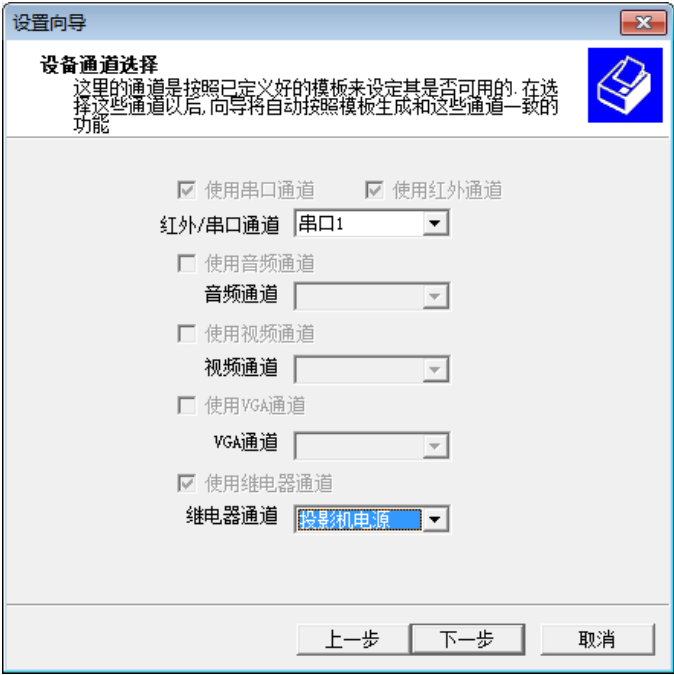 设置向导
设备通道选择
这里的通道是按照已定义好的模板来设定其是否可用的. 在选
择这些通道以后, 向导将自动按照模板生成和这些通道一致的
功能
使用串口通道 使用红外通道
红外/串口通道 串口1
使用音频通道
音频通道
使用视频通道
视频通道
使用VGA通道
VGA通道
使用继电器通道
继电器通道 投影机电源
上一步 下一步 取消